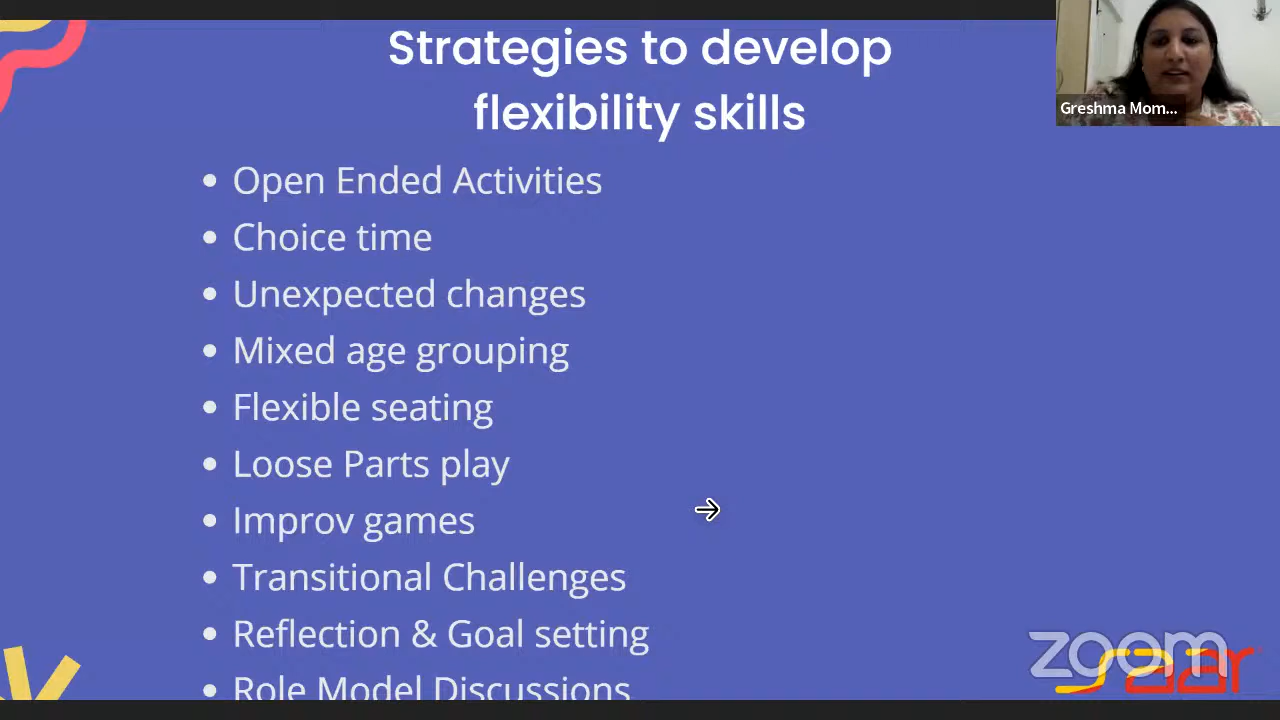 Strategies to develop
flexibility skills
Greshma Mom...
• Open Ended Activities
• Choice time
• Unexpected changes
• Mixed age grouping
• Flexible seating
• Loose Parts play
• Improv games
• Transitional Challenges
• Reflection & Goal setting
• Role Model Discussions
zoom
saar